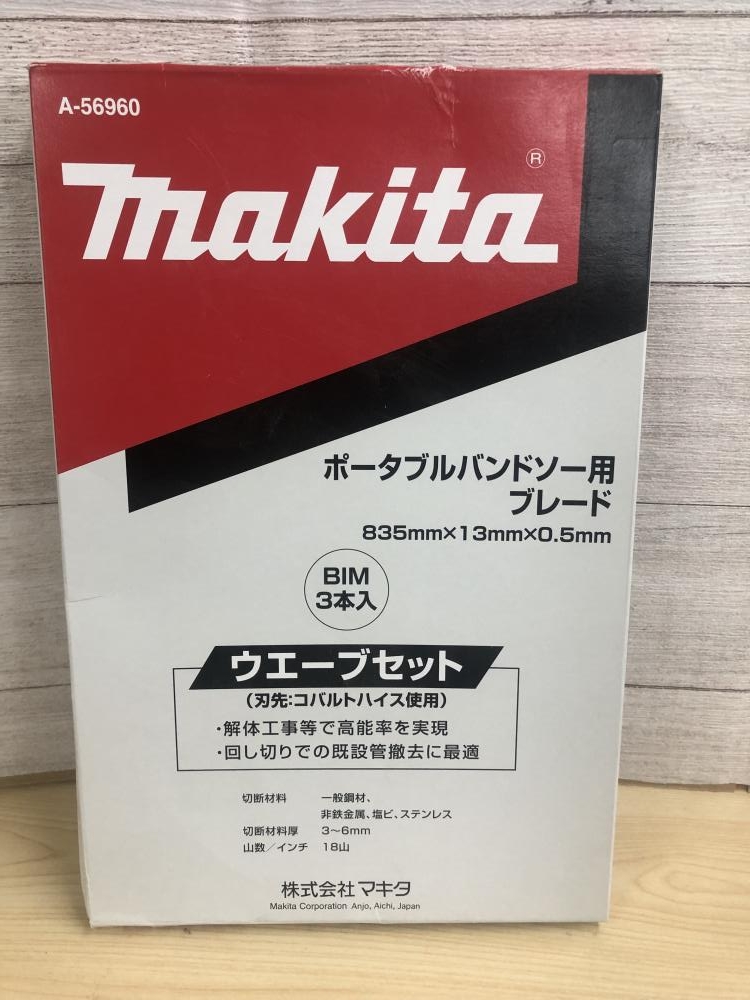 A-56960
makita®
ポータブルバンドソー用
ブレード
835mm×13mm×0.5mm
BIM
3本入
ウエーブセット
(刃先:コバルトハイス使用)
・解体工事等で高能率を実現
・回し切りでの既設管撤去に最適
切断材料 一般鋼材、
非鉄金属、塩ビ、ステンレス
切断材料厚 3~6mm
山数/インチ 18山
株式会社マキタ
Makita Corporation Anjo, Aichi, Japan